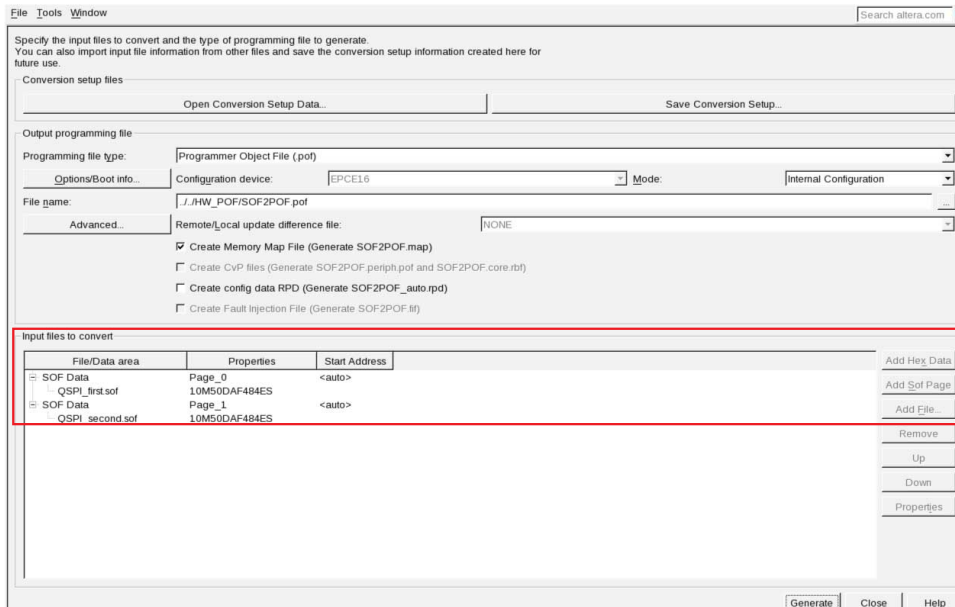 File Tools Window
Search altera.com
Specify the input files to convert and the type of programming file to generate.
You can also import input file information from other files and save the conversion setup information created here for
future use.
Conversion setup files
Open Conversion Setup Data...
Save Conversion Setup...
Output programming file
Programming file type:
Programmer Object File (.pof)
Options/Boot info...
Configuration device:
EPCE16
Mode:
Internal Configuration
File name:
../../HW_POF/SOF2POF.pof
...
Advanced...
Remote/Local update difference file:
NONE
Create Memory Map File (Generate SOF2POF.map)
Create CvP files (Generate SOF2POF.periph.pof and SOF2POF.core.rbf)
Create config data RPD (Generate SOF2POF_auto.rpd)
Create Fault Injection File (Generate SOF2POF.fif)
Input files to convert
File/Data area Properties Start Address
SOF Data Page_0 <auto>
QSPI_first.sof 10M50DAF484ES
SOF Data Page_1 <auto>
QSPI_second.sof 10M50DAF484ES
Add Hex Data
Add Sof Page
Add File...
Remove
Up
Down
Properties
Generate
Close
Help